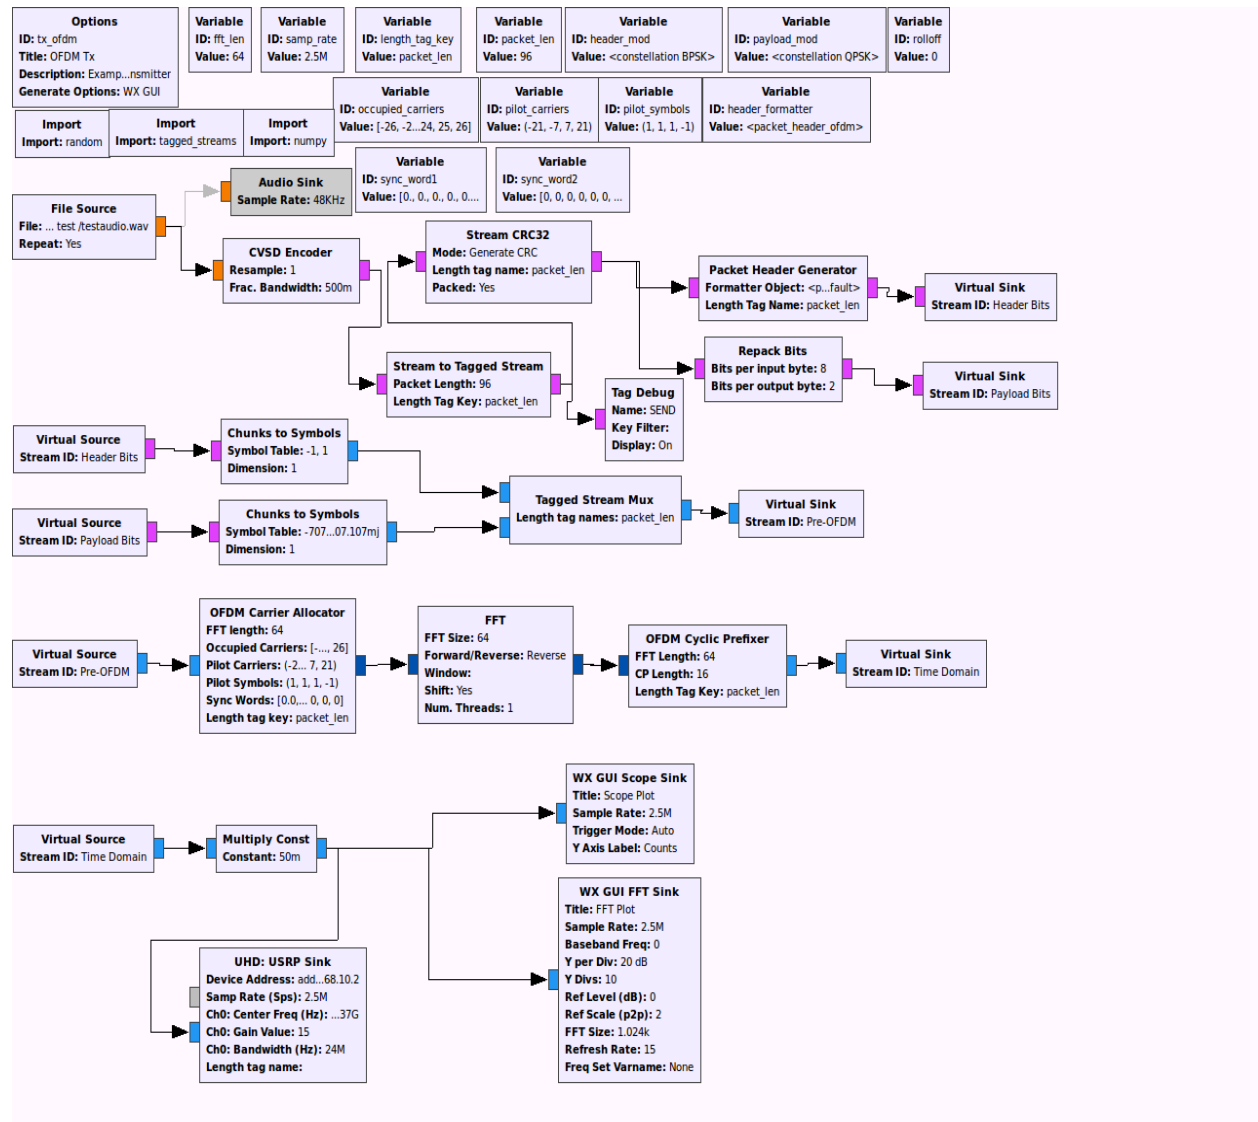 Options
ID: tx_ofdm
Title: OFDM Tx
Description: Examp...nsmitter
Generate Options: WX GUI
Variable
ID: fft_len
Value: 64
Variable
ID: samp_rate
Value: 2.5M
Variable
ID: length_tag_key
Value: packet_len
Variable
ID: packet_len
Value: 96
Variable
ID: header_mod
Value: <constellation BPSK>
Variable
ID: payload_mod
Value: <constellation QPSK>
Variable
ID: rolloff
Value: 0
Import
Import: random
Import
Import: tagged_streams
Import
Import: numpy
Variable
ID: occupied_carriers
Value: [-26, -2...24, 25, 26]
Variable
ID: pilot_carriers
Value: (-21, -7, 7, 21)
Variable
ID: pilot_symbols
Value: (1, 1, 1, -1)
Variable
ID: header_formatter
Value: <packet_header_ofdm>
Variable
ID: sync_word1
Value: [0., 0., 0., 0., 0....
Variable
ID: sync_word2
Value: [0, 0, 0, 0, 0, 0, ...
Audio Sink
Sample Rate: 48KHz
File Source
File: ... test /testaudio.wav
Repeat: Yes
CVSD Encoder
Resample: 1
Frac. Bandwidth: 500m
Stream CRC32
Mode: Generate CRC
Length tag name: packet_len
Packed: Yes
Packet Header Generator
Formatter Object: <p...fault>
Length Tag Name: packet_len
Virtual Sink
Stream ID: Header Bits
Stream to Tagged Stream
Packet Length: 96
Length Tag Key: packet_len
Repack Bits
Bits per input byte: 8
Bits per output byte: 2
Virtual Sink
Stream ID: Payload Bits
Tag Debug
Name: SEND
Key Filter:
Display: On
Virtual Source
Stream ID: Header Bits
Chunks to Symbols
Symbol Table: -1, 1
Dimension: 1
Virtual Source
Stream ID: Payload Bits
Chunks to Symbols
Symbol Table: -707...07.107mj
Dimension: 1
Tagged Stream Mux
Length tag names: packet_len
Virtual Sink
Stream ID: Pre-OFDM
Virtual Source
Stream ID: Pre-OFDM
OFDM Carrier Allocator
FFT length: 64
Occupied Carriers: [-..., 26]
Pilot Carriers: (-2... 7, 21)
Pilot Symbols: (1, 1, 1, -1)
Sync Words: [0.0,... 0, 0, 0]
Length tag key: packet_len
FFT
FFT Size: 64
Forward/Reverse: Reverse
Window:
Shift: Yes
Num. Threads: 1
OFDM Cyclic Prefixer
FFT Length: 64
CP Length: 16
Length Tag Key: packet_len
Virtual Sink
Stream ID: Time Domain
Virtual Source
Stream ID: Time Domain
Multiply Const
Constant: 50m
WX GUI Scope Sink
Title: Scope Plot
Sample Rate: 2.5M
Trigger Mode: Auto
Y Axis Label: Counts
WX GUI FFT Sink
Title: FFT Plot
Sample Rate: 2.5M
Baseband Freq: 0
Y per Div: 20 dB
Y Divs: 10
Ref Level (dB): 0
Ref Scale (p2p): 2
FFT Size: 1.024k
Refresh Rate: 15
Freq Set Varname: None
UHD: USRP Sink
Device Address: add...68.10.2
Samp Rate (Sps): 2.5M
Ch0: Center Freq (Hz): ...37G
Ch0: Gain Value: 15
Ch0: Bandwidth (Hz): 24M
Length tag name: